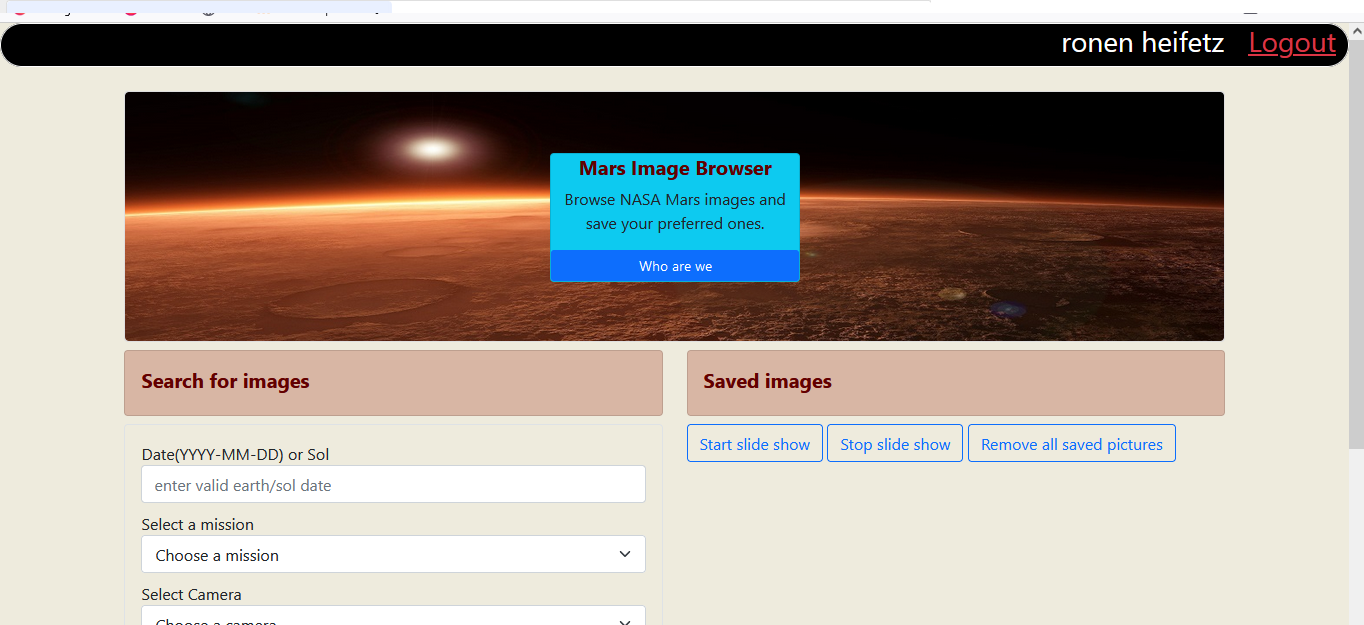 ronen heifetz Logout
Mars Image Browser
Browse NASA Mars images and
save your preferred ones.
Who are we
Search for images
Saved images
Date(YYYY-MM-DD) or Sol
enter valid earth/sol date
Start slide show
Stop slide show
Remove all saved pictures
Select a mission
Choose a mission
Select Camera
Choose a camera